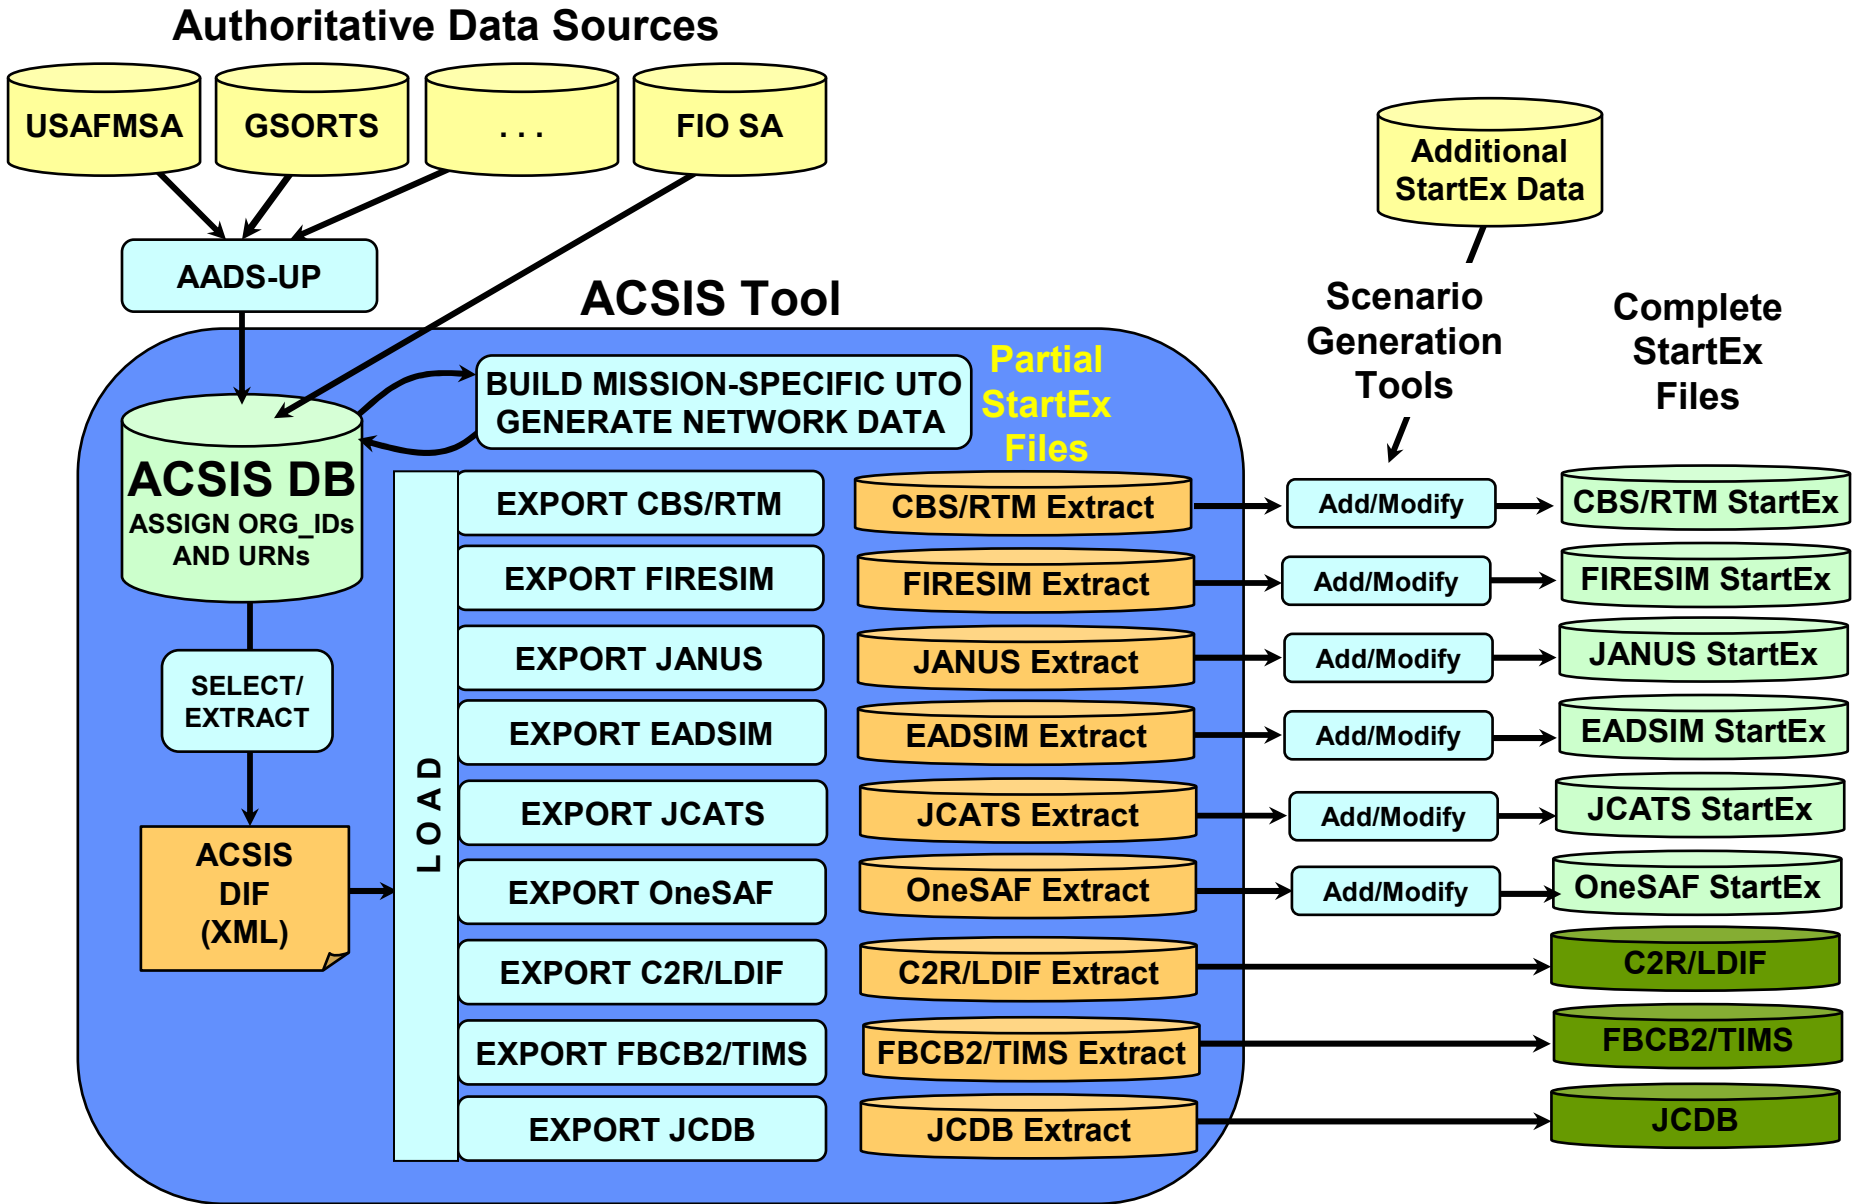 Authoritative Data Sources
USAFMSA
GSORTS
. . .
FIO SA
Additional
StartEx Data
AADS-UP
ACSIS Tool
Scenario
Generation
Tools
Complete
StartEx
Files
BUILD MISSION-SPECIFIC UTO
GENERATE NETWORK DATA
Partial
StartEx
Files
ACSIS DB
ASSIGN ORG_IDs
AND URNs
SELECT/
EXTRACT
ACSIS
DIF
(XML)
LOAD
EXPORT CBS/RTM
CBS/RTM Extract
Add/Modify
CBS/RTM StartEx
EXPORT FIRESIM
FIRESIM Extract
Add/Modify
FIRESIM StartEx
EXPORT JANUS
JANUS Extract
Add/Modify
JANUS StartEx
EXPORT EADSIM
EADSIM Extract
Add/Modify
EADSIM StartEx
EXPORT JCATS
JCATS Extract
Add/Modify
JCATS StartEx
EXPORT OneSAF
OneSAF Extract
Add/Modify
OneSAF StartEx
EXPORT C2R/LDIF
C2R/LDIF Extract
C2R/LDIF
EXPORT FBCB2/TIMS
FBCB2/TIMS Extract
FBCB2/TIMS
EXPORT JCDB
JCDB Extract
JCDB